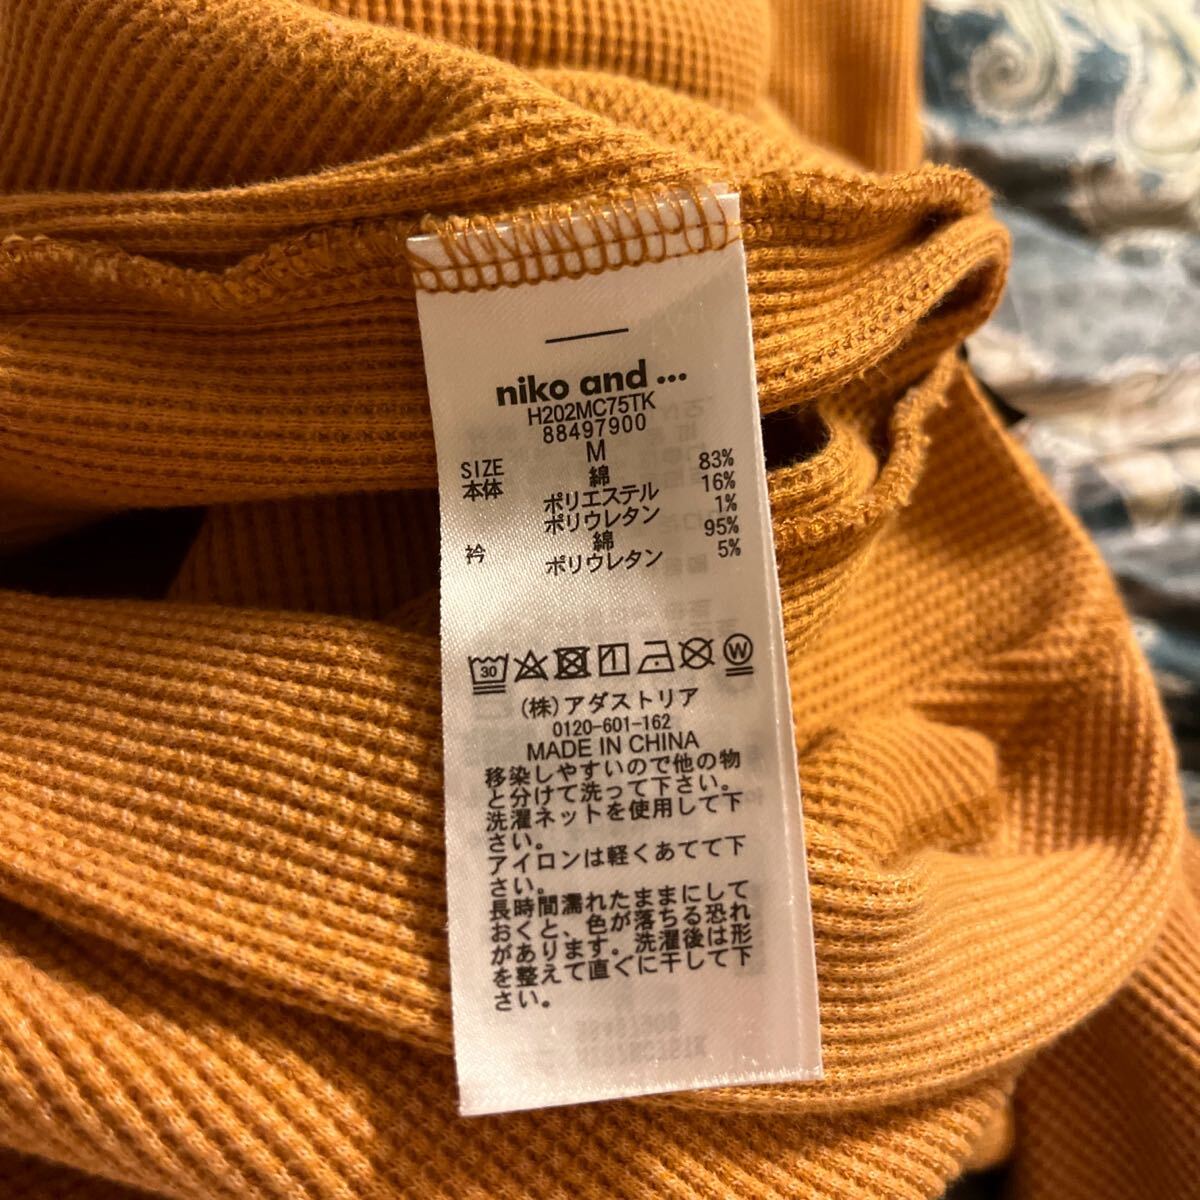 niko and ...
H202MC75TK
88497900
SIZE M
本体 綿 83%
ポリエステル 16%
ポリウレタン 1%
衿 綿 95%
ポリウレタン 5%
30 W
(株)アダストリア
0120-601-162
MADE IN CHINA
移染しやすいので他の物
と分けて洗って下さい。
洗濯ネットを使用して下
さい。
アイロンは軽くあてて下
さい。
長時間濡れたままにして
おくと、色が落ちる恐れ
があります。洗濯後は形
を整えて直ぐに干して下
さい。